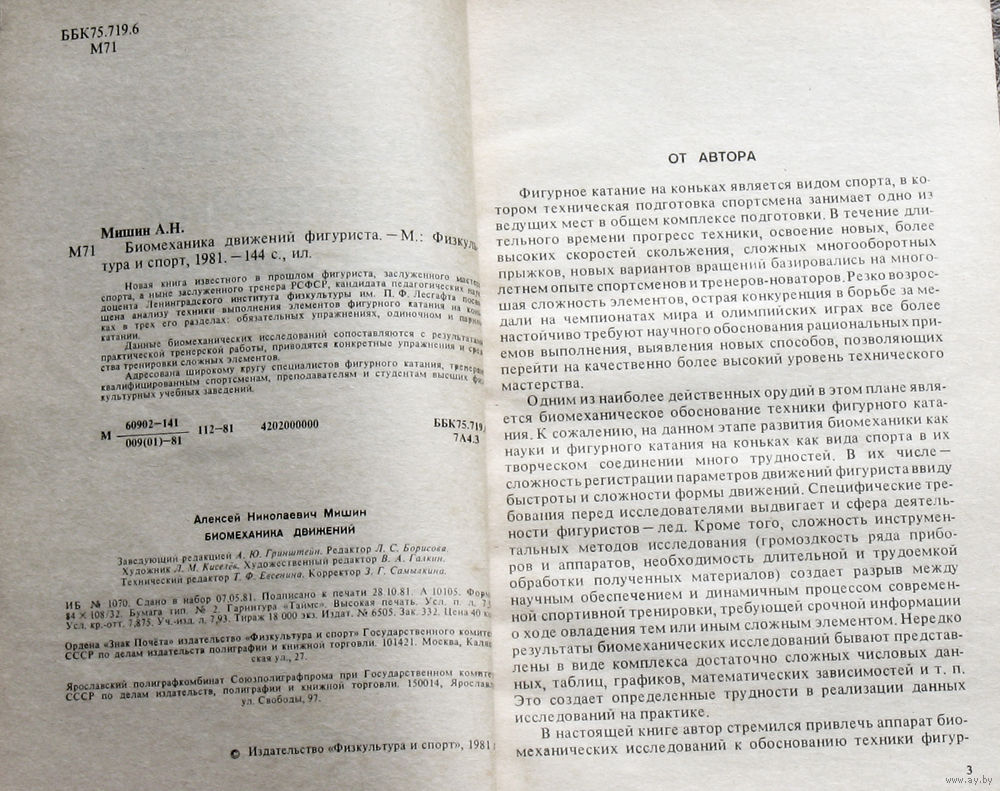 ББК75.719.6
М71
Мишин А.Н.
М71 Биомеханика движений фигуриста. — М.: Физкуль-
тура и спорт, 1981. — 144 с., ил.
Новая книга известного в прошлом фигуриста, заслуженного мастера
спорта, а ныне заслуженного тренера РСФСР, кандидата педагогических наук
доцента Ленинградского института физкультуры им. П. Ф. Лесгафта посвя-
щена анализу техники выполнения элементов фигурного катания на конь-
ках в трех его разделах: обязательных упражнениях, одиночном и парном
катании.
Данные биомеханических исследований сопоставляются с результатами
практической тренерской работы, приводятся конкретные упражнения и сред-
ства тренировки сложных элементов.
Адресована широкому кругу специалистов фигурного катания, тренерам
квалифицированным спортсменам, преподавателям и студентам высших физ-
культурных учебных заведений.
М 60902—141
009(01)—81
112—81 4202000000
ББК75.719.
7А4.3
Алексей Николаевич Мишин
БИОМЕХАНИКА ДВИЖЕНИЙ
Заведующий редакцией А. Ю. Гринштейн. Редактор Л. С. Борисова.
Художник Л. М. Киселёв. Художественный редактор В. А. Галкин.
Технический редактор Т. Ф. Евсенина. Корректор З. Г. Самылкина.
ИБ № 1070. Сдано в набор 07.05.81. Подписано к печати 28.10.81. А 10105. Форм
84 × 108/32. Бумага тип. № 2. Гарнитура «Таймс». Высокая печать. Усл. п. л. 7,
Усл. кр.-отт. 7,875. Уч.-изд. л. 7,93. Тираж 18 000 экз. Издат. № 6505. Зак. 332. Цена 40 к
Ордена «Знак Почёта» издательство «Физкультура и спорт» Государственного комите
СССР по делам издательств полиграфии и книжной торговли. 101421. Москва, Каляе
ская ул., 27.
Ярославский полиграфкомбинат Союзполиграфпрома при Государственном комите
СССР по делам издательств, полиграфии и книжной торговли. 150014, Ярославль
ул. Свободы, 97.
© Издательство «Физкультура и спорт», 1981 г
ОТ АВТОРА
Фигурное катание на коньках является видом спорта, в ко-
тором техническая подготовка спортсмена занимает одно из
ведущих мест в общем комплексе подготовки. В течение дли-
тельного времени прогресс техники, освоение новых, более
высоких скоростей скольжения, сложных многооборотных
прыжков, новых вариантов вращений базировались на много-
летнем опыте спортсменов и тренеров-новаторов. Резко возрос-
шая сложность элементов, острая конкуренция в борьбе за ме-
дали на чемпионатах мира и олимпийских играх все более
настойчиво требуют научного обоснования рациональных при-
емов выполнения, выявления новых способов, позволяющих
перейти на качественно более высокий уровень технического
мастерства.
Одним из наиболее действенных орудий в этом плане явля-
ется биомеханическое обоснование техники фигурного ката-
ния. К сожалению, на данном этапе развития биомеханики как
науки и фигурного катания на коньках как вида спорта в их
творческом соединении много трудностей. В их числе —
сложность регистрации параметров движений фигуриста ввиду
быстроты и сложности формы движений. Специфические тре-
бования перед исследователями выдвигает и сфера деятель-
ности фигуристов — лед. Кроме того, сложность инструмен-
тальных методов исследования (громоздкость ряда прибо-
ров и аппаратов, необходимость длительной и трудоемкой
обработки полученных материалов) создает разрыв между
научным обеспечением и динамичным процессом современ-
ной спортивной тренировки, требующей срочной информации
о ходе овладения тем или иным сложным элементом. Нередко
результаты биомеханических исследований бывают представ-
лены в виде комплекса достаточно сложных числовых дан-
ных, таблиц, графиков, математических зависимостей и т. п.
Это создает определенные трудности в реализации данных
исследований на практике.
В настоящей книге автор стремился привлечь аппарат био-
механических исследований к обоснованию техники фигур-
3
www.ay.by